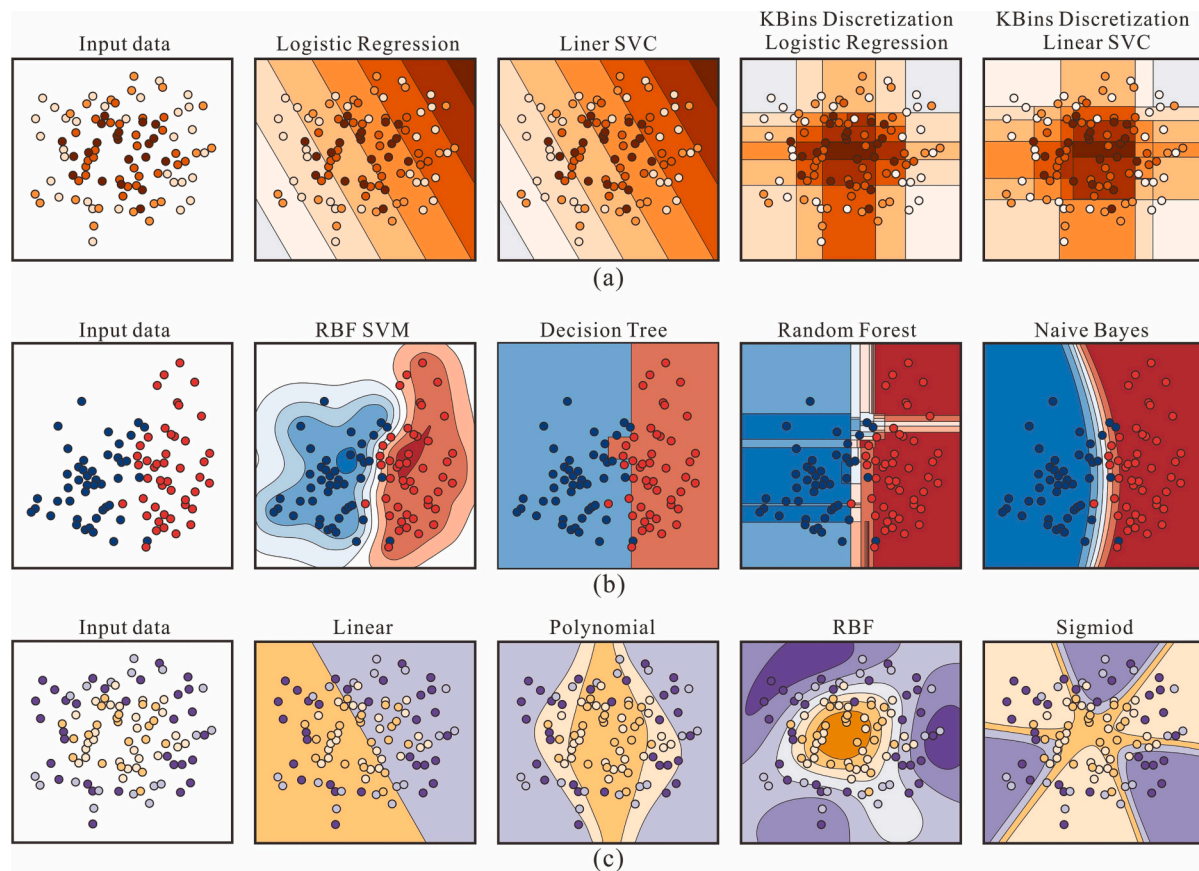 Input data
Logistic Regression
Liner SVC
KBins Discretization
Logistic Regression
KBins Discretization
Linear SVC
(a)
Input data
RBF SVM
Decision Tree
Random Forest
Naive Bayes
(b)
Input data
Linear
Polynomial
RBF
Sigmiod
(c)